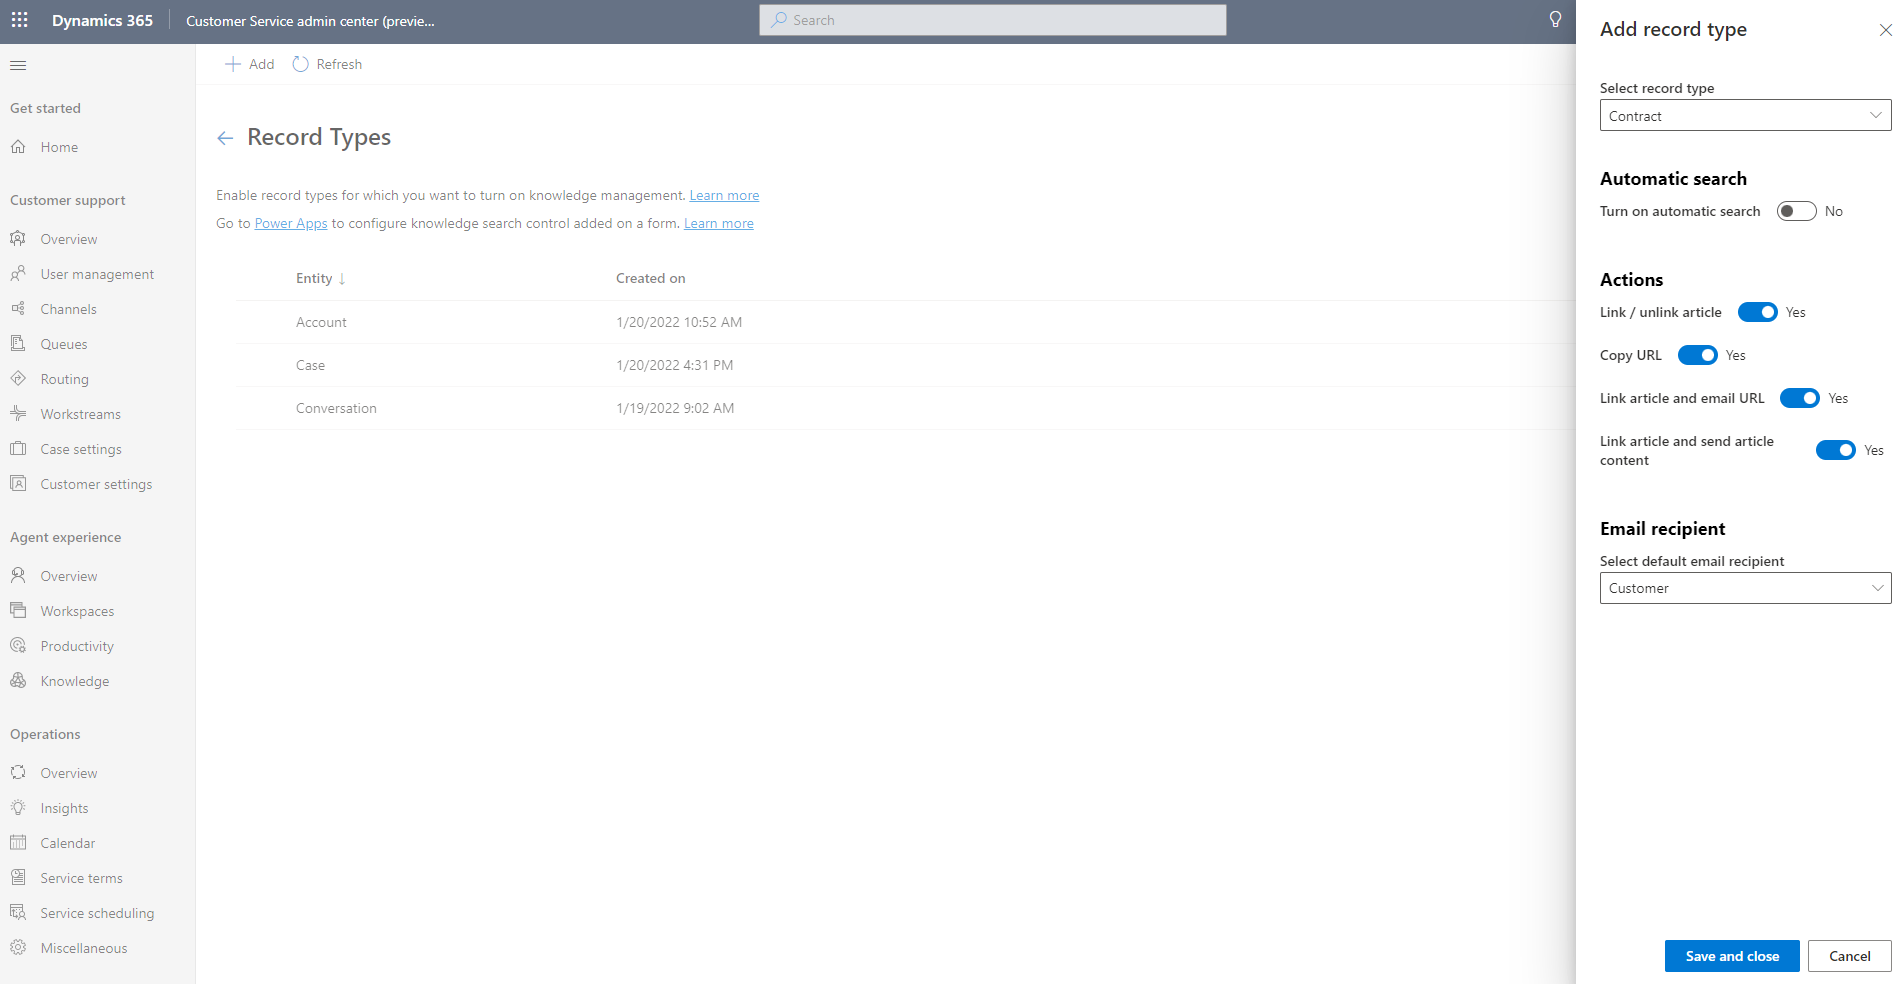 Dynamics 365
Customer Service admin center (previe...
Search
Add
Refresh
Get started
Home
Customer support
Overview
User management
Channels
Queues
Routing
Workstreams
Case settings
Customer settings
Agent experience
Overview
Workspaces
Productivity
Knowledge
Operations
Overview
Insights
Calendar
Service terms
Service scheduling
Miscellaneous
Record Types
Enable record types for which you want to turn on knowledge management. Learn more
Go to Power Apps to configure knowledge search control added on a form. Learn more
Entity Created on
Account 1/20/2022 10:52 AM
Case 1/20/2022 4:31 PM
Conversation 1/19/2022 9:02 AM
Add record type
Select record type
Contract
Automatic search
Turn on automatic search No
Actions
Link / unlink article Yes
Copy URL Yes
Link article and email URL Yes
Link article and send article
content Yes
Email recipient
Select default email recipient
Customer
Save and close Cancel